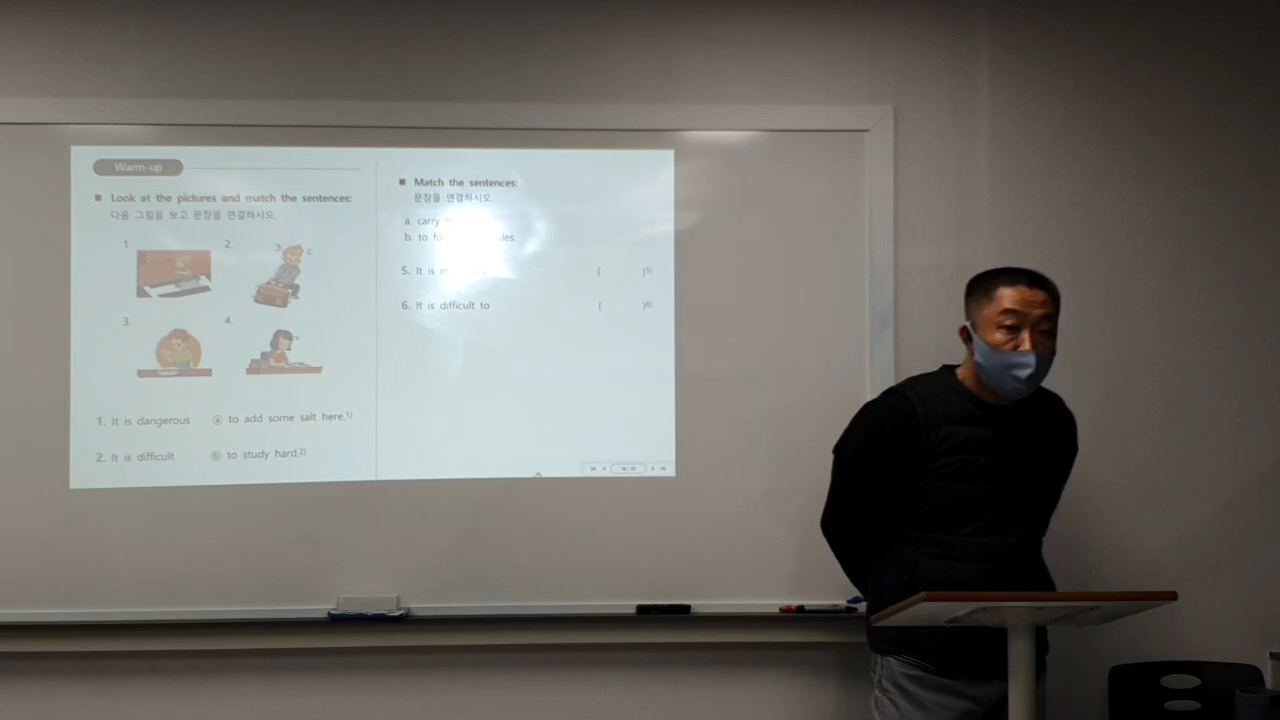 Warm-up
■ Look at the pictures and match the sentences:
다음 그림을 보고 문장을 연결하시오.
1. 2.
3. 4.
1. It is dangerous ⓐ to add some salt here.1)
2. It is difficult ⓑ to study hard.2)
■ Match the sentences:
문장을 연결하시오.
a. carry
b. to
5. It is ( )5)
6. It is difficult to ( )6)